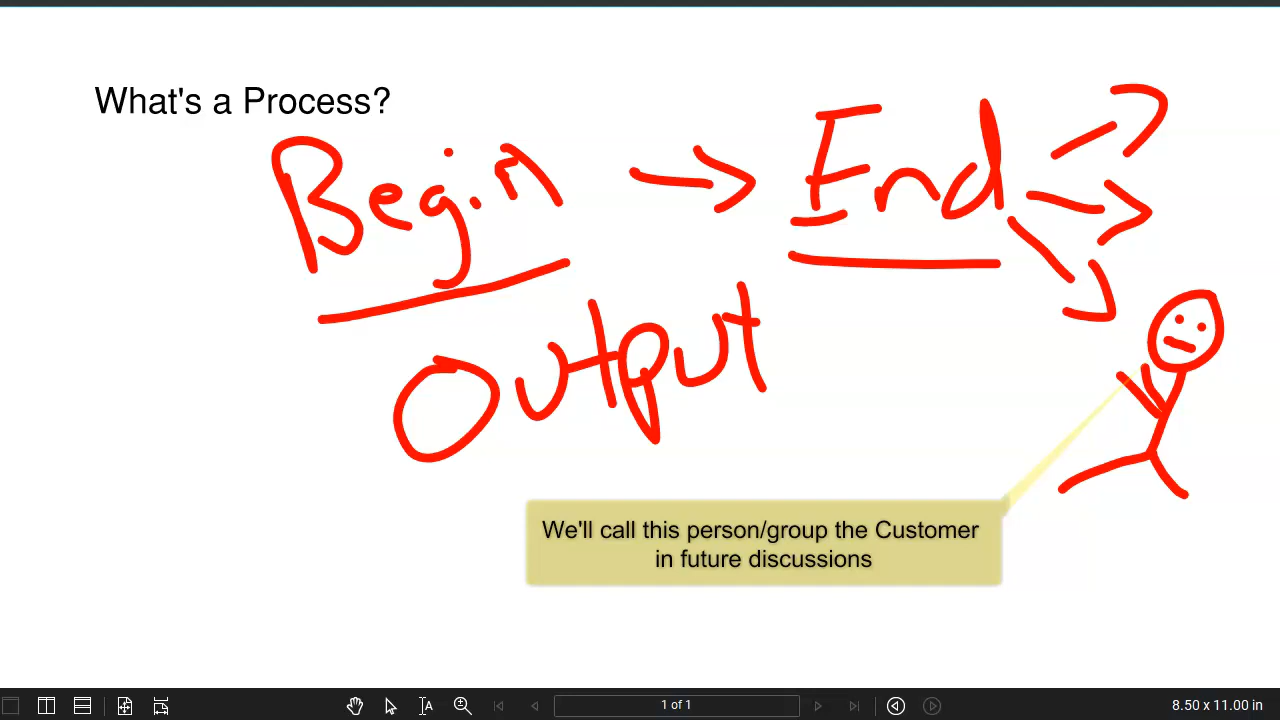 What's a Process?
Begin → End
Output
We'll call this person/group the Customer
in future discussions
1 of 1
8.50 x 11.00 in